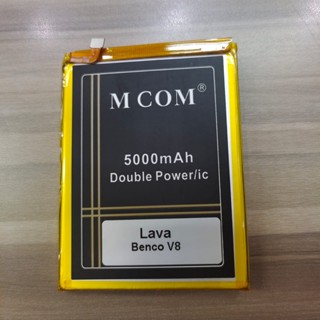 M COM®
5000mAh
Double Power/ic
Lava
Benco V8